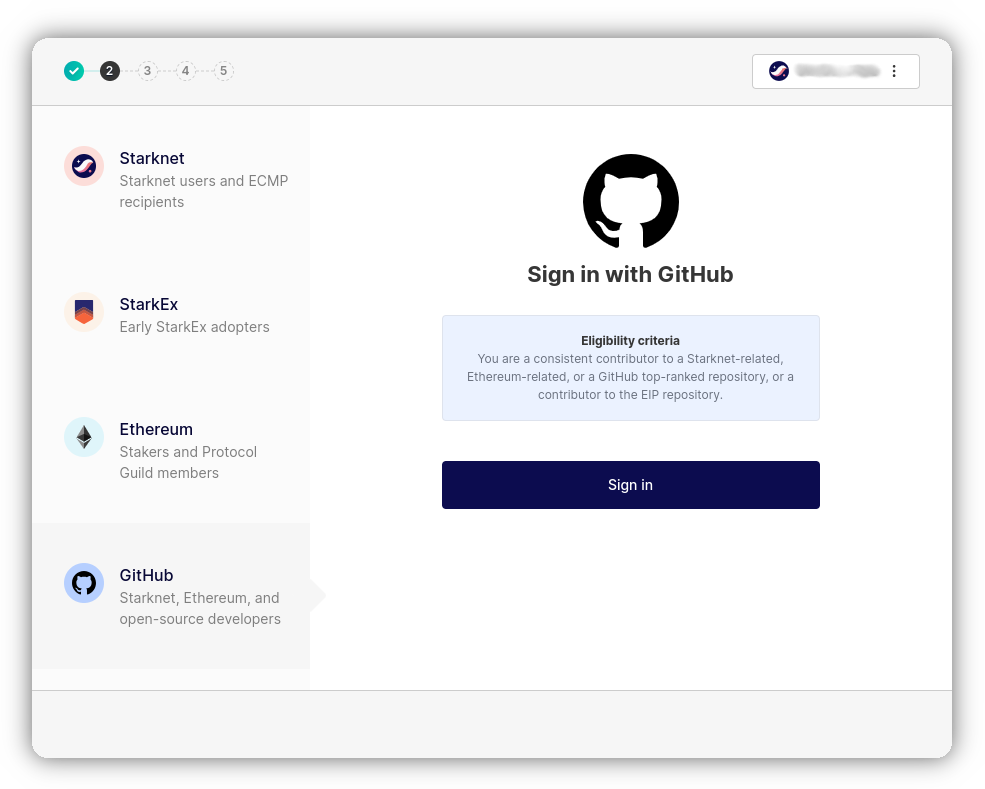 2 3 4 5
Starknet
Starknet users and ECMP
recipients
StarkEx
Early StarkEx adopters
Ethereum
Stakers and Protocol
Guild members
GitHub
Starknet, Ethereum, and
open-source developers
Sign in with GitHub
Eligibility criteria
You are a consistent contributor to a Starknet-related,
Ethereum-related, or a GitHub top-ranked repository, or a
contributor to the EIP repository.
Sign in